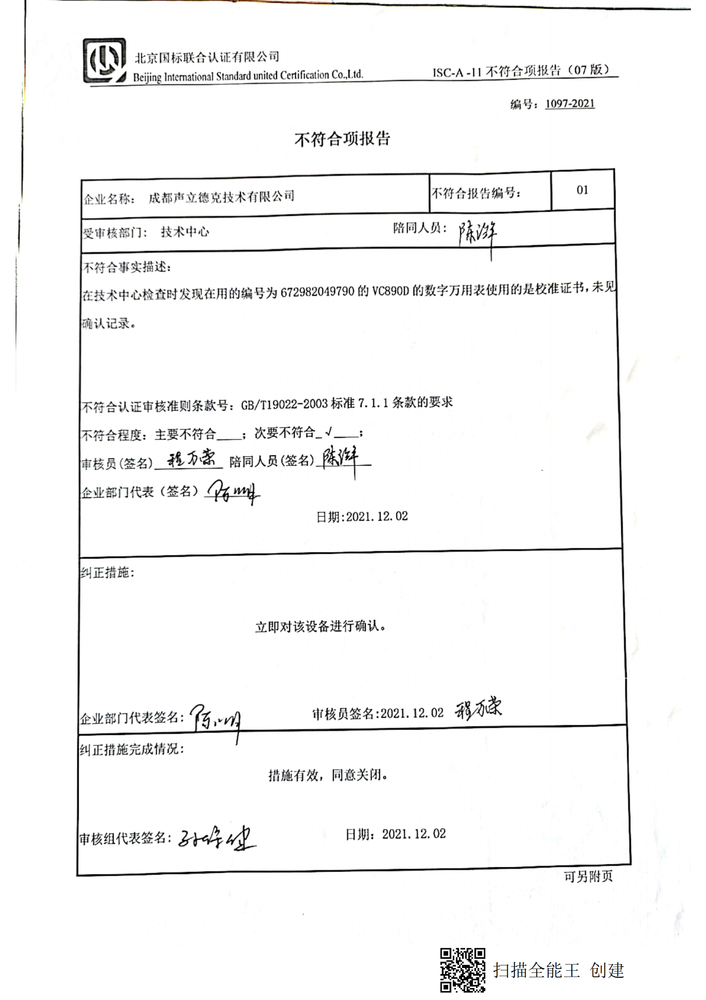 北京国标联合认证有限公司
Beijing International Standard united Certification Co.,Ltd.
ISC-A -11 不符合项报告（07 版）
编号：1097-2021
不符合项报告
企业名称： 成都声立德克技术有限公司
不符合报告编号：
01
受审核部门： 技术中心
陪同人员：陈
不符合事实描述：
在技术中心检查时发现在用的编号为 672982049790 的 VC890D 的数字万用表使用的是校准证书，未见
确认记录。
不符合认证审核准则条款号：GB/T19022-2003 标准 7.1.1 条款的要求
不符合程度：主要不符合____；次要不符合_√____；
审核员(签名) 程万荣 陪同人员(签名) 陈
企业部门代表（签名）陈
日期:2021.12.02
纠正措施：
立即对该设备进行确认。
企业部门代表签名：陈
审核员签名:2021.12.02 程万荣
纠正措施完成情况：
措施有效，同意关闭。
审核组代表签名：孙
日期：2021.12.02
可另附页
扫描全能王 创建